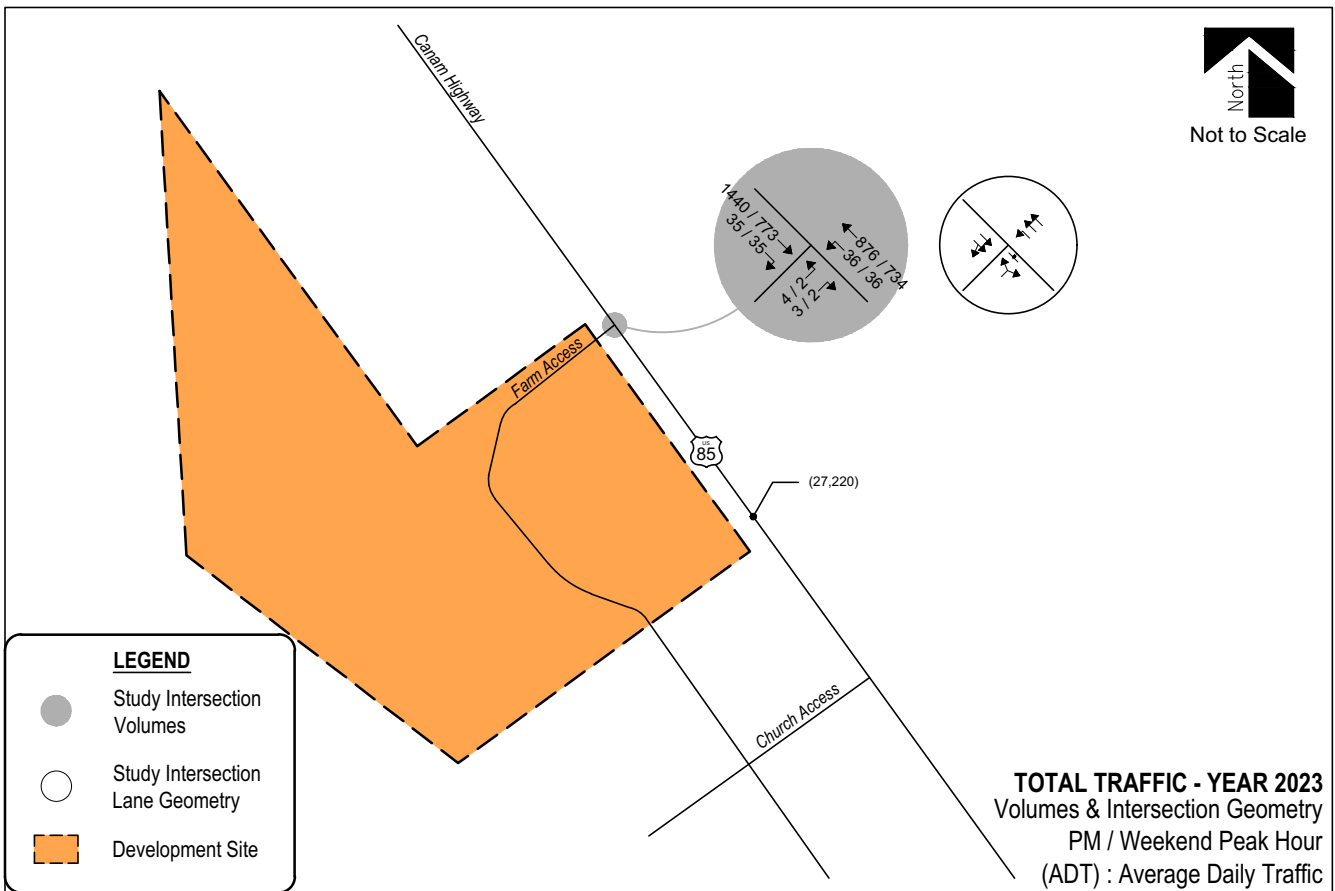 Canam Highway
North
Not to Scale
1440 / 773
35 / 35
876 / 734
36 / 36
4 / 2
3 / 2
Farm Access
US
85
(27,220)
Church Access
LEGEND
Study Intersection
Volumes
Study Intersection
Lane Geometry
Development Site
TOTAL TRAFFIC - YEAR 2023
Volumes & Intersection Geometry
PM / Weekend Peak Hour
(ADT) : Average Daily Traffic